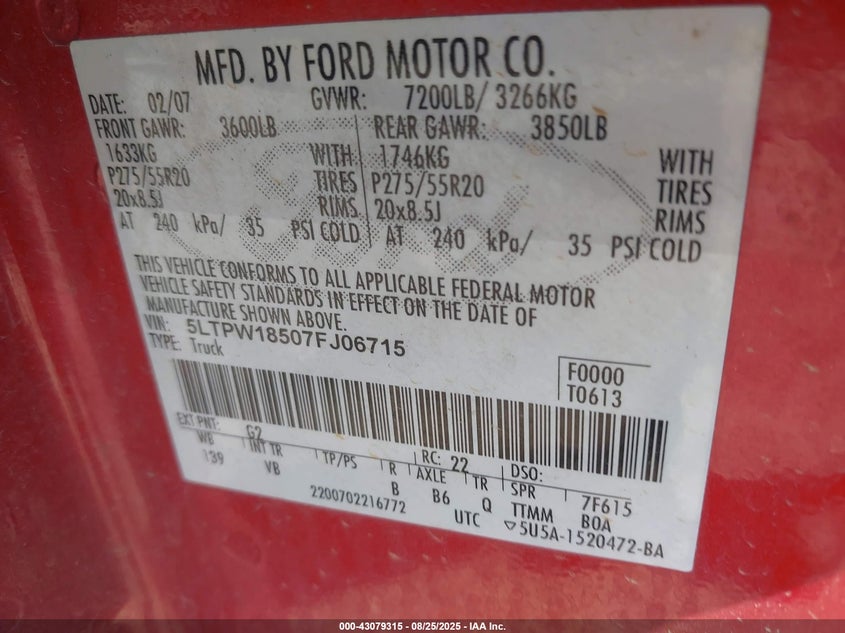 MFD. BY FORD MOTOR CO.
DATE: 02/07 GVWR: 7200LB/ 3266KG
FRONT GAWR: 3600LB REAR GAWR: 3850LB
1633KG WITH 1746KG WITH
P275/55R20 TIRES P275/55R20 TIRES
20x8.5J RIMS 20x8.5J RIMS
AT 240 kPa/ 35 PSI COLD AT 240 kPa/ 35 PSI COLD
THIS VEHICLE CONFORMS TO ALL APPLICABLE FEDERAL MOTOR
VEHICLE SAFETY STANDARDS IN EFFECT ON THE DATE OF
MANUFACTURE SHOWN ABOVE.
VIN: 5LTPW18507FJ06715
TYPE: Truck
F0000
T0613
EXT PNT: G2 RC: 22 DSO:
WB INT TR TP/PS R AXLE TR SPR 7F615
139 VB B B6 Q TTMM BOA
2200702216772 UTC ▽5U5A-1520472-BA
Ford
000-43079315 | 08/25/2025 | IAA Inc.